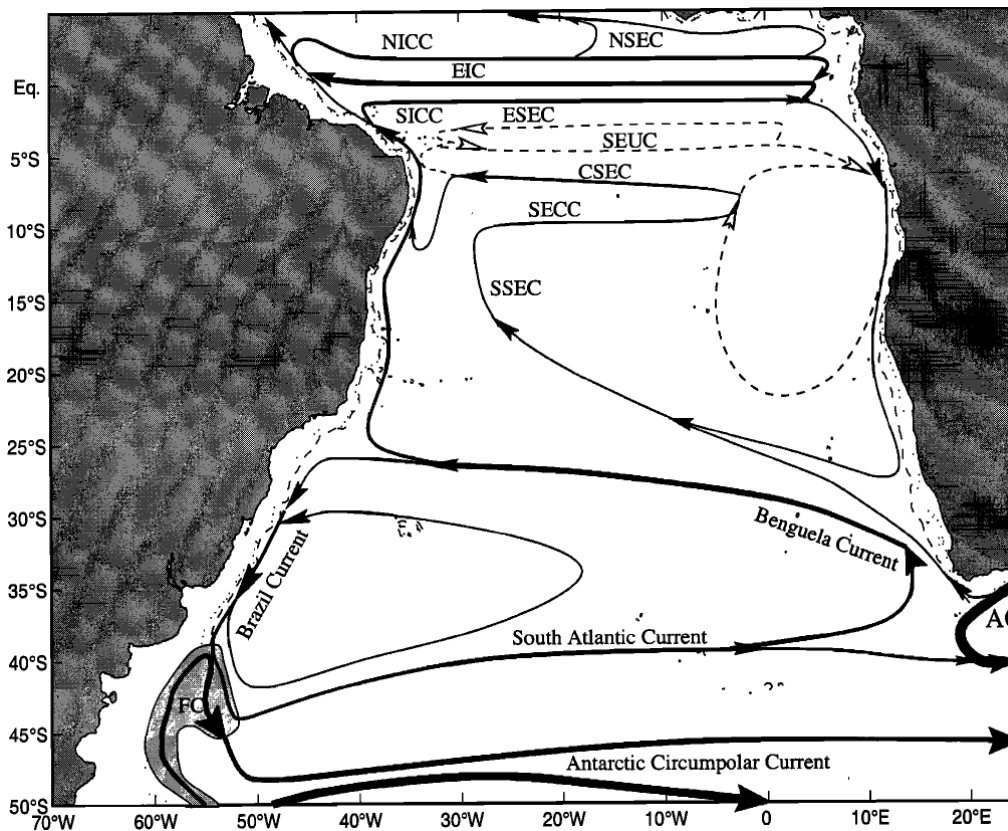 NICC
NSEC
EIC
Eq.
SICC
ESEC
SEUC
5°S
CSEC
SECC
10°S
SSEC
15°S
20°S
25°S
30°S
Benguela Current
Brazil Current
35°S
South Atlantic Current
40°S
FC
45°S
Antarctic Circumpolar Current
50°S
70°W 60°W 50°W 40°W 30°W 20°W 10°W 0° 10°E 20°E